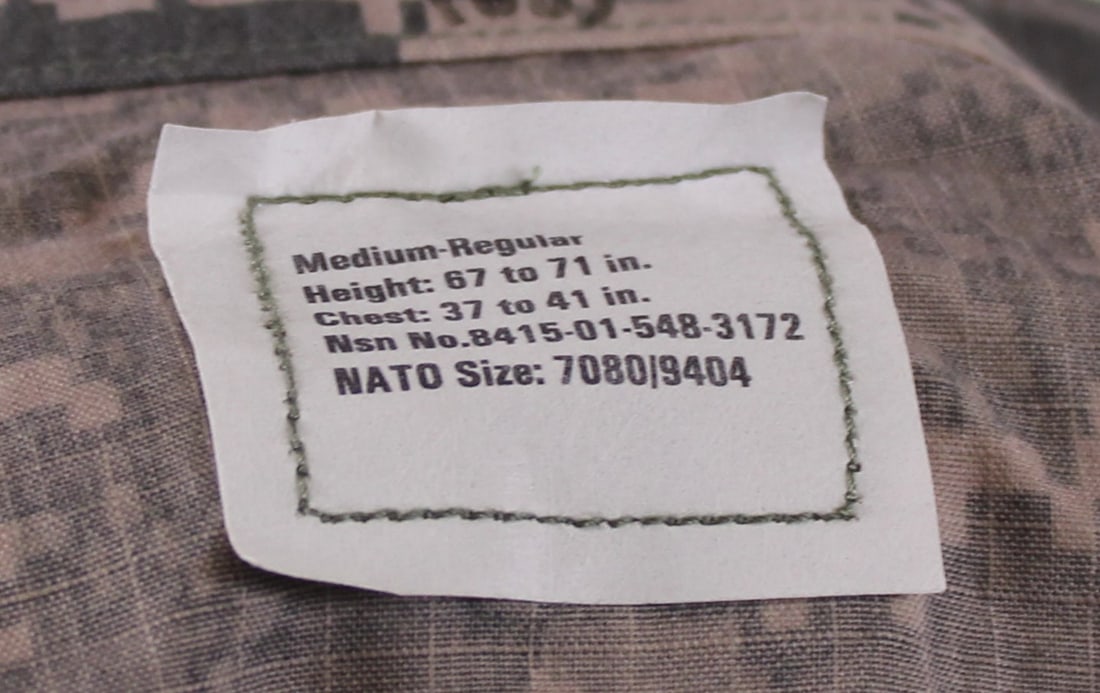 Medium-Regular
Height: 67 to 71 in.
Chest: 37 to 41 in.
Nsn No.8415-01-548-3172
NATO Size: 7080/9404